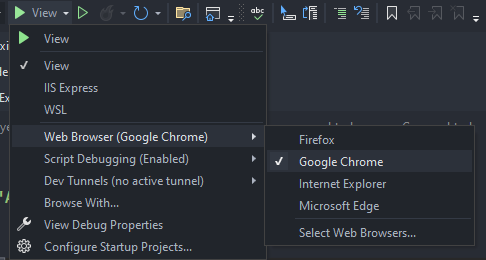 View
View
View
IIS Express
WSL
Web Browser (Google Chrome)
Script Debugging (Enabled)
Dev Tunnels (no active tunnel)
Browse With...
View Debug Properties
Configure Startup Projects...
Firefox
Google Chrome
Internet Explorer
Microsoft Edge
Select Web Browsers...
abc